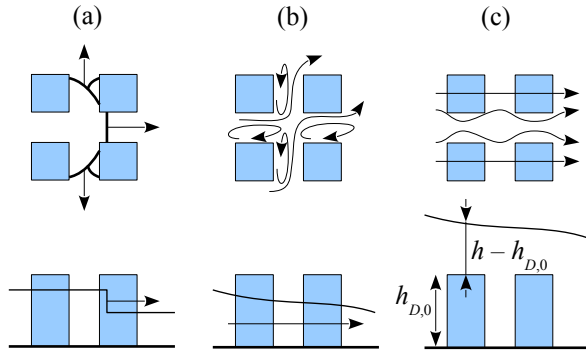 (a)
(b)
(c)
h – h_{D,0}
h_{D,0}